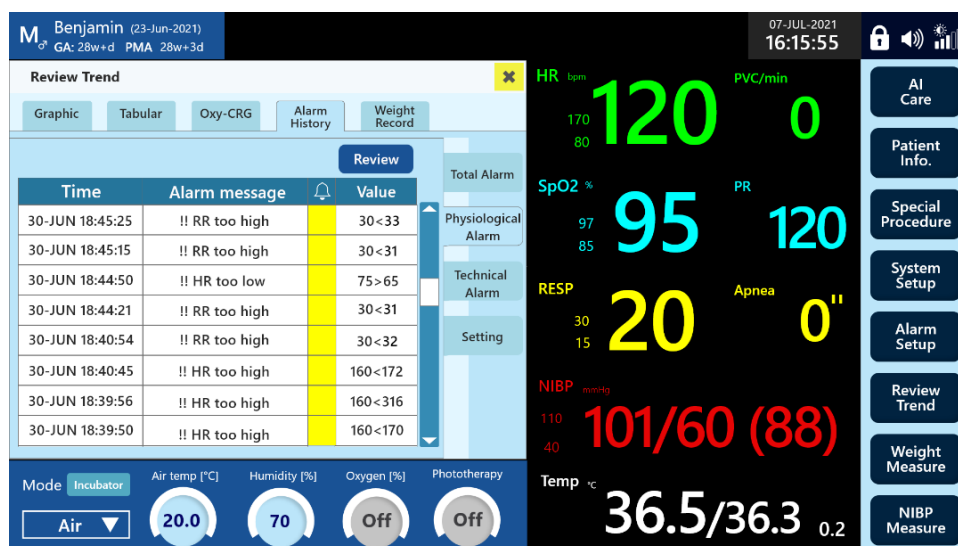 M♂ Benjamin (23-Jun-2021)
GA: 28w+d PMA 28w+3d
07-JUL-2021
16:15:55
Review Trend
Graphic
Tabular
Oxy-CRG
Alarm
History
Weight
Record
Review
Time Alarm message Value
30-JUN 18:45:25 !! RR too high 30<33
30-JUN 18:45:15 !! RR too high 30<31
30-JUN 18:44:50 !! HR too low 75>65
30-JUN 18:44:21 !! RR too high 30<31
30-JUN 18:40:54 !! RR too high 30<32
30-JUN 18:40:45 !! HR too high 160<172
30-JUN 18:39:56 !! HR too high 160<316
30-JUN 18:39:50 !! HR too high 160<170
Total Alarm
Physiological
Alarm
Technical
Alarm
Setting
Mode Incubator
Air
Air temp [°C]
20.0
Humidity [%]
70
Oxygen [%]
Off
Phototherapy
Off
HR bpm
170
80
120
PVC/min
0
SpO2 %
97
85
95
PR
120
RESP
30
15
20
Apnea
0"
NIBP mmHg
110
40
101/60 (88)
Temp °C
36.5/36.3 0.2
AI
Care
Patient
Info.
Special
Procedure
System
Setup
Alarm
Setup
Review
Trend
Weight
Measure
NIBP
Measure